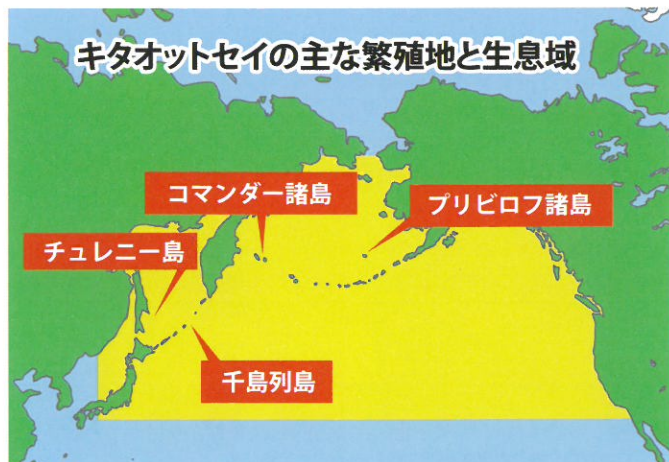 キタオットセイの主な繁殖地と生息域
コマンダー諸島
プリビロフ諸島
チュレニー島
千島列島